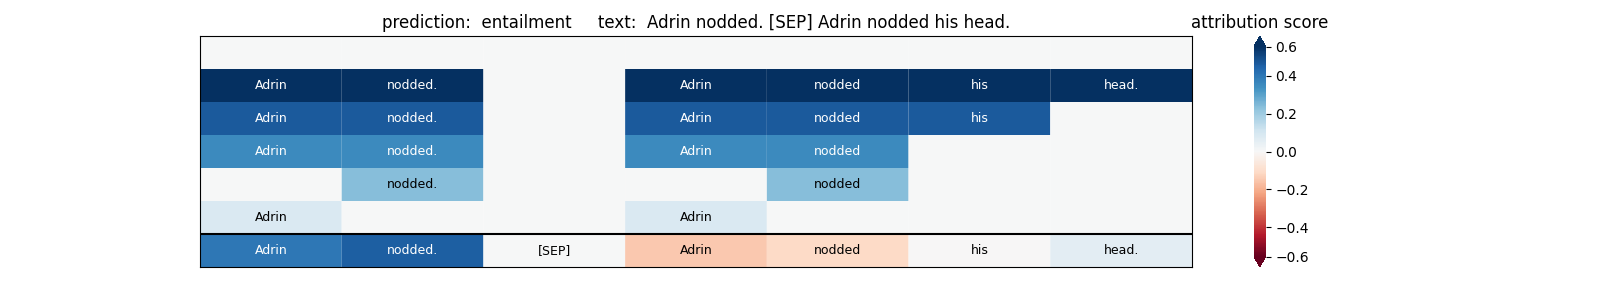 prediction:  entailment     text:  Adrin nodded. [SEP] Adrin nodded his head.
attribution score
Adrin nodded. Adrin nodded his head.
Adrin nodded. Adrin nodded his
Adrin nodded. Adrin nodded
nodded. nodded
Adrin Adrin
Adrin nodded. [SEP] Adrin nodded his head.
0.6
0.4
0.2
0.0
−0.2
−0.4
−0.6